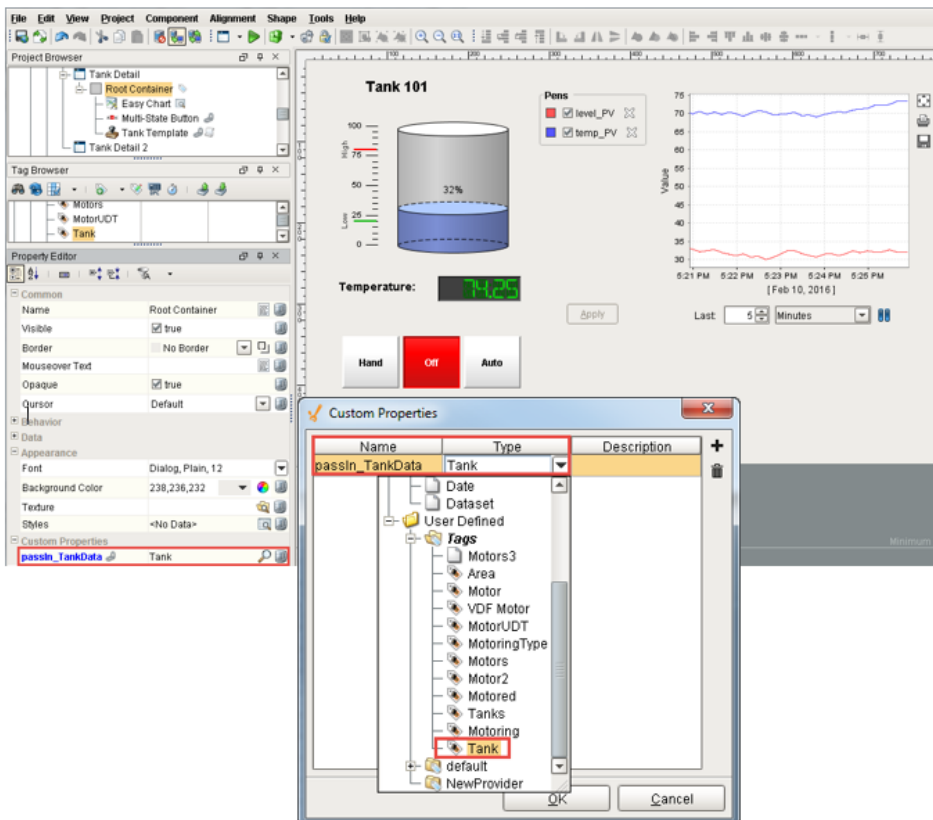 File Edit View Project Component Alignment Shape Tools Help
Project Browser
Tank Detail
Root Container
Easy Chart
Multi-State Button
Tank Template
Tank Detail 2
Tag Browser
Motors
MotorUDT
Tank
Property Editor
Common
Name Root Container
Visible true
Border No Border
Mouseover Text
Opaque true
Cursor Default
Behavior
Data
Appearance
Font Dialog, Plain, 12
Background Color 238,236,232
Texture
Styles <No Data>
Custom Properties
passIn_TankData Tank
100 200 300 400 500 600 700
Tank 101
100
75
50
25
0
High
Low
32%
Temperature: 74.25
Hand Off Auto
Pens
level_PV
temp_PV
Apply
Value
75
70
65
60
55
50
45
40
35
30
5:21 PM 5:22 PM 5:23 PM 5:24 PM 5:25 PM
[Feb 10, 2016]
Last: 5 Minutes
Minimum
Custom Properties
Name Type Description
passIn_TankData Tank
Date
Dataset
User Defined
Tags
Motors3
Area
Motor
VDF Motor
MotorUDT
MotoringType
Motors
Motor2
Motored
Tanks
Motoring
Tank
default
NewProvider
OK Cancel